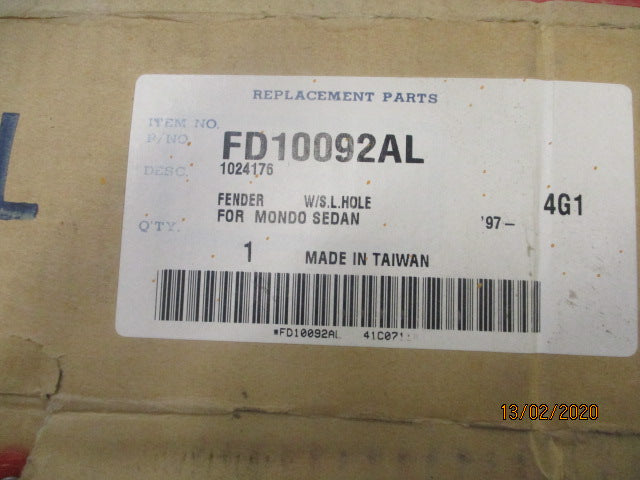 REPLACEMENT PARTS
ITEM NO.
P/NO. FD10092AL
DESC. 1024176
FENDER W/S.L.HOLE 4G1
FOR MONDO SEDAN '97-
Q'TY. 1 MADE IN TAIWAN
*FD10092AL
L
13/02/2020